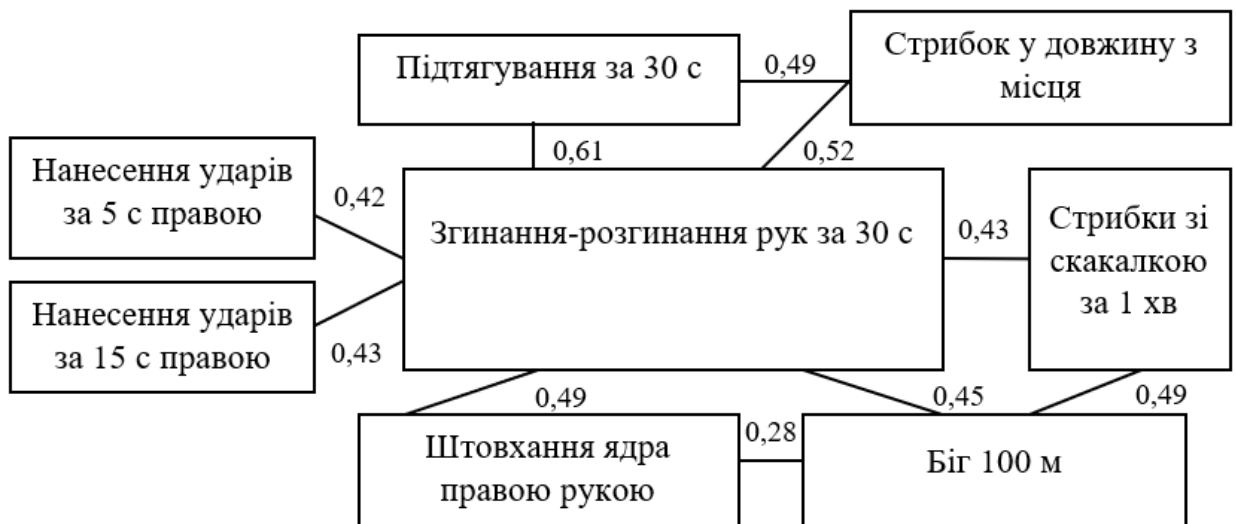 Підтягування за 30 с
0,49
Стрибок у довжину з
місця
0,61
0,52
Нанесення ударів
за 5 с правою
0,42
Згинання-розгинання рук за 30 с
0,43
Стрибки зі
скакалкою
за 1 хв
Нанесення ударів
за 15 с правою
0,43
0,49
0,45
0,49
Штовхання ядра
правою рукою
0,28
Біг 100 м